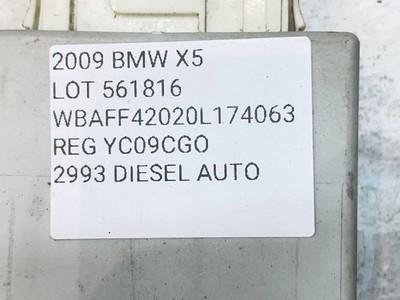 2009 BMW X5
LOT 561816
WBAFF42020L174063
REG YC09CGO
2993 DIESEL AUTO